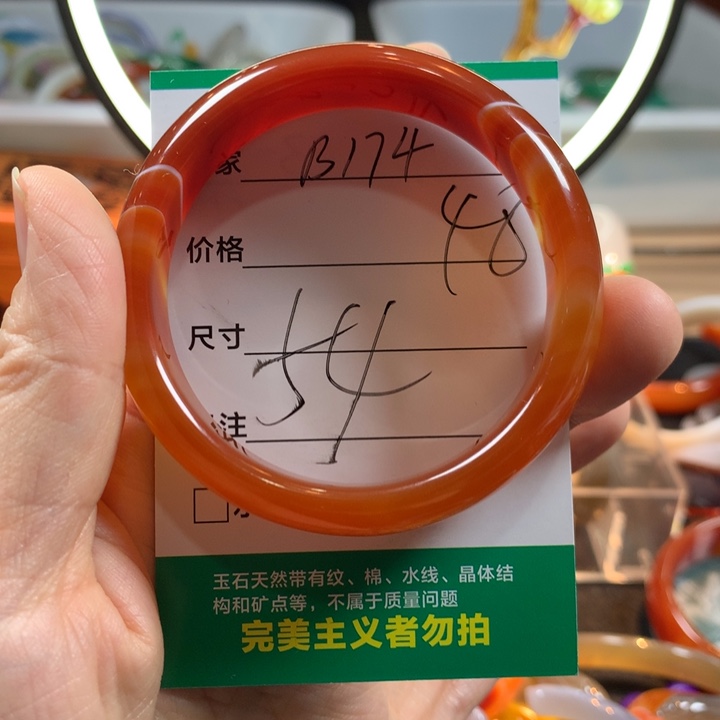 家 B174
价格 48
尺寸 54
注
玉石天然带有纹、棉、水线、晶体结
构和矿点等，不属于质量问题
完美主义者勿拍